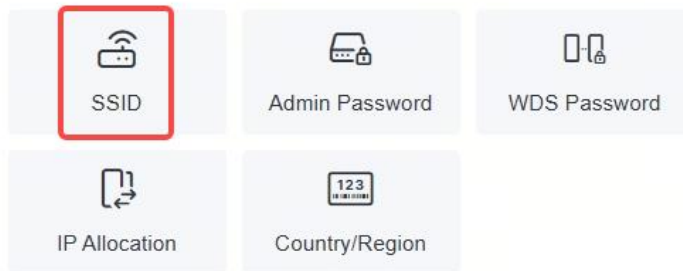 SSID
Admin Password
WDS Password
123
IP Allocation
Country/Region